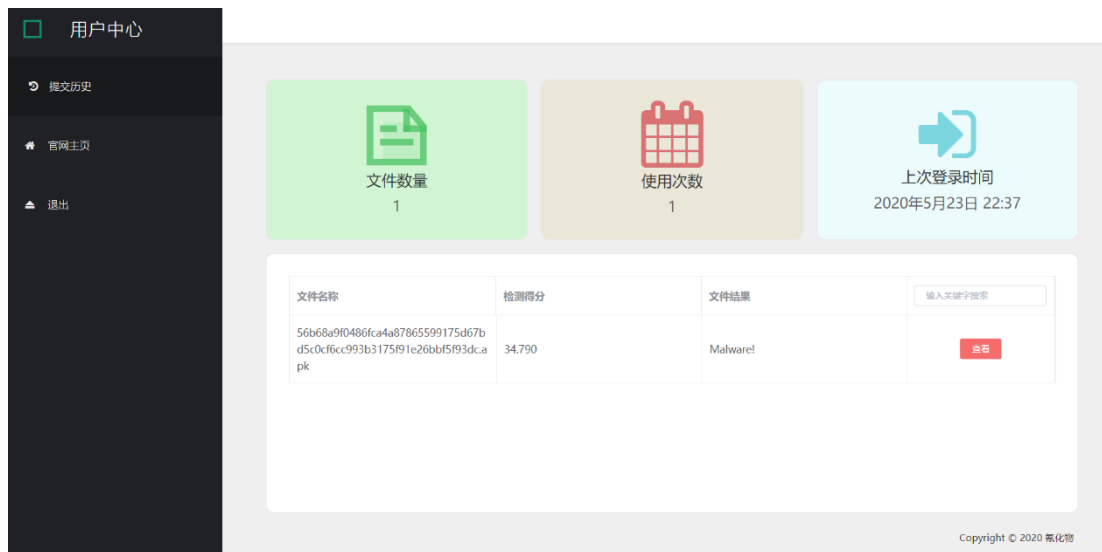 用户中心
提交历史
官网主页
退出
文件数量
1
使用次数
1
上次登录时间
2020年5月23日 22:37
文件名称
检测得分
文件结果
输入关键字搜索
56b68a9f0486fca4a87865599175d67b
d5c0cf6cc993b3175f91e26bbf5f93dc.a
pk
34.790
Malware!
查看
Copyright © 2020 氰化物